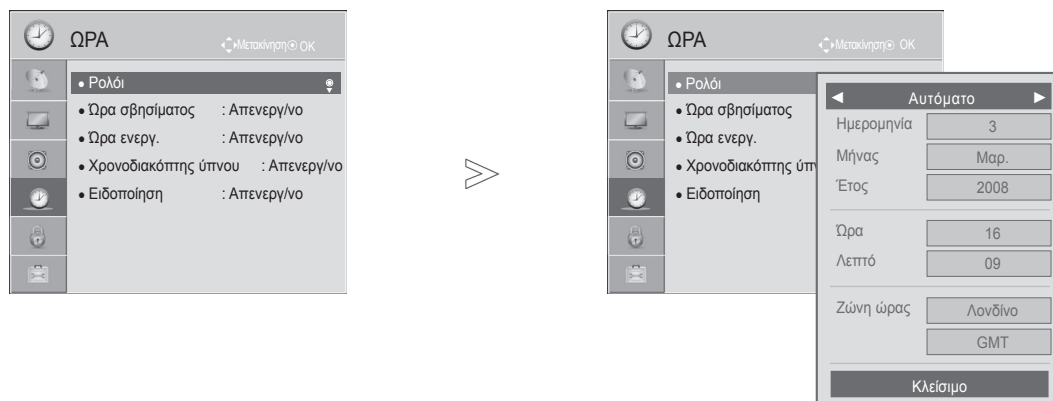 ΩΡΑ
Μετακίνηση OK
• Ρολόι
• Ώρα σβησίματος : Απενεργ/νο
• Ώρα ενεργ. : Απενεργ/νο
• Χρονοδιακόπτης ύπνου : Απενεργ/νο
• Ειδοποίηση : Απενεργ/νο
ΩΡΑ
Μετακίνηση OK
• Ρολόι
• Ώρα σβησίματος
• Ώρα ενεργ.
• Χρονοδιακόπτης ύπν
• Ειδοποίηση
◄ Αυτόματο ►
Ημερομηνία 3
Μήνας Μαρ.
Έτος 2008
Ώρα 16
Λεπτό 09
Ζώνη ώρας Λονδίνο
GMT
Κλείσιμο